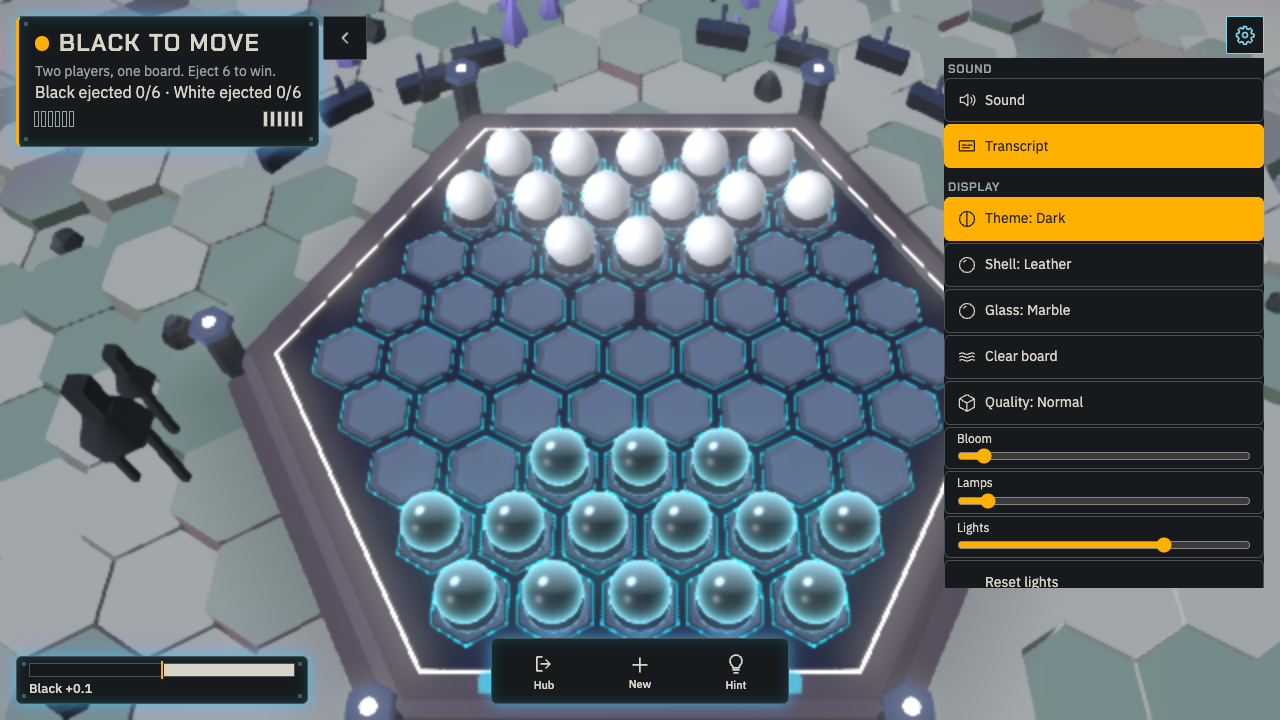 BLACK TO MOVE
Two players, one board. Eject 6 to win.
Black ejected 0/6 · White ejected 0/6
SOUND
Sound
Transcript
DISPLAY
Theme: Dark
Shell: Leather
Glass: Marble
Clear board
Quality: Normal
Bloom
Lamps
Lights
Reset lights
Black +0.1
Hub
New
Hint